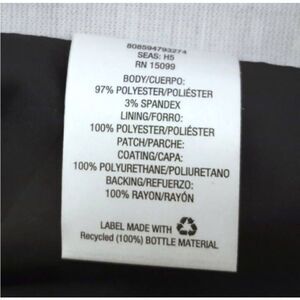 808594793274
SEAS: H5
RN 15099
BODY/CUERPO:
97% POLYESTER/POLIÉSTER
3% SPANDEX
LINING/FORRO:
100% POLYESTER/POLIÉSTER
PATCH/PARCHE:
COATING/CAPA:
100% POLYURETHANE/POLIURETANO
BACKING/REFUERZO:
100% RAYON/RAYÓN
LABEL MADE WITH
Recycled (100%) BOTTLE MATERIAL